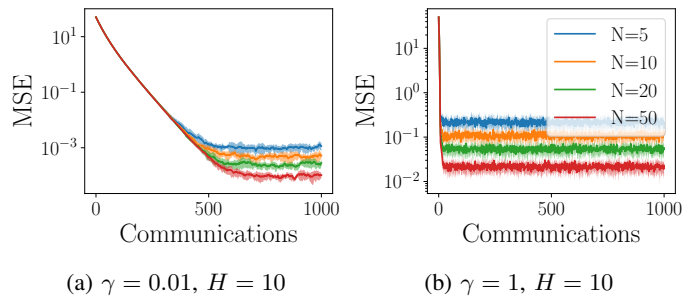 MSE
10^1
10^{-1}
10^{-3}
0
500
1000
Communications
(a) γ = 0.01, H = 10
MSE
10^1
10^0
10^{-1}
10^{-2}
0
500
1000
Communications
N=5
N=10
N=20
N=50
(b) γ = 1, H = 10